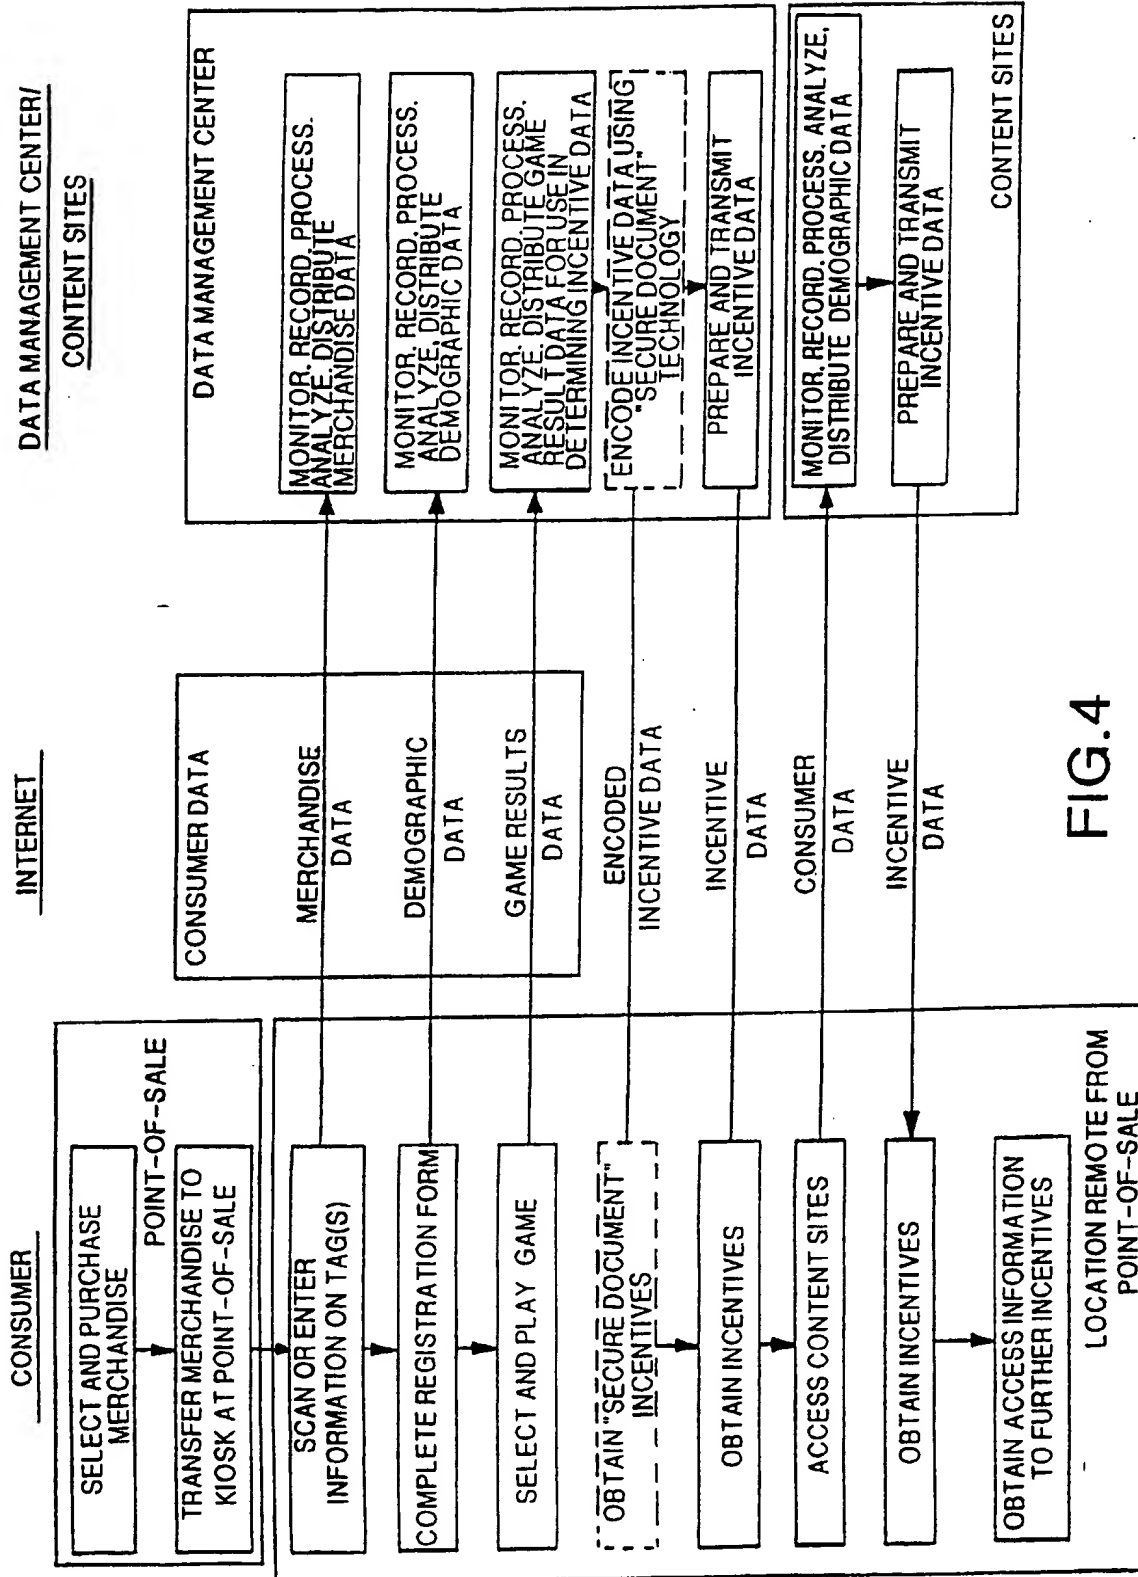 CONSUMER
INTERNET
DATA MANAGEMENT CENTER/
CONTENT SITES
SELECT AND PURCHASE
MERCHANDISE
POINT-OF-SALE
TRANSFER MERCHANDISE TO
KIOSK AT POINT-OF-SALE
SCAN OR ENTER
INFORMATION ON TAG(S)
COMPLETE REGISTRATION FORM
SELECT AND PLAY GAME
OBTAIN "SECURE DOCUMENT"
INCENTIVES
OBTAIN INCENTIVES
ACCESS CONTENT SITES
OBTAIN INCENTIVES
OBTAIN ACCESS INFORMATION
TO FURTHER INCENTIVES
LOCATION REMOTE FROM
POINT-OF-SALE
CONSUMER DATA
MERCHANDISE
DATA
DEMOGRAPHIC
DATA
GAME RESULTS
DATA
ENCODED
INCENTIVE DATA
INCENTIVE
DATA
CONSUMER
DATA
INCENTIVE
DATA
DATA MANAGEMENT CENTER
MONITOR. RECORD. PROCESS.
ANALYZE. DISTRIBUTE
MERCHANDISE DATA
MONITOR. RECORD. PROCESS
ANALYZE, DISTRIBUTE
DEMOGRAPHIC DATA
MONITOR. RECORD. PROCESS.
ANALYZE. DISTRIBUTE GAME
RESULT DATA FOR USE IN
DETERMINING INCENTIVE DATA
ENCODE INCENTIVE DATA USING
"SECURE DOCUMENT"
TECHNOLOGY
PREPARE AND TRANSMIT
INCENTIVE DATA
MONITOR. RECORD. PROCESS. ANALYZE,
DISTRIBUTE DEMOGRAPHIC DATA
PREPARE AND TRANSMIT
INCENTIVE DATA
CONTENT SITES
FIG.4